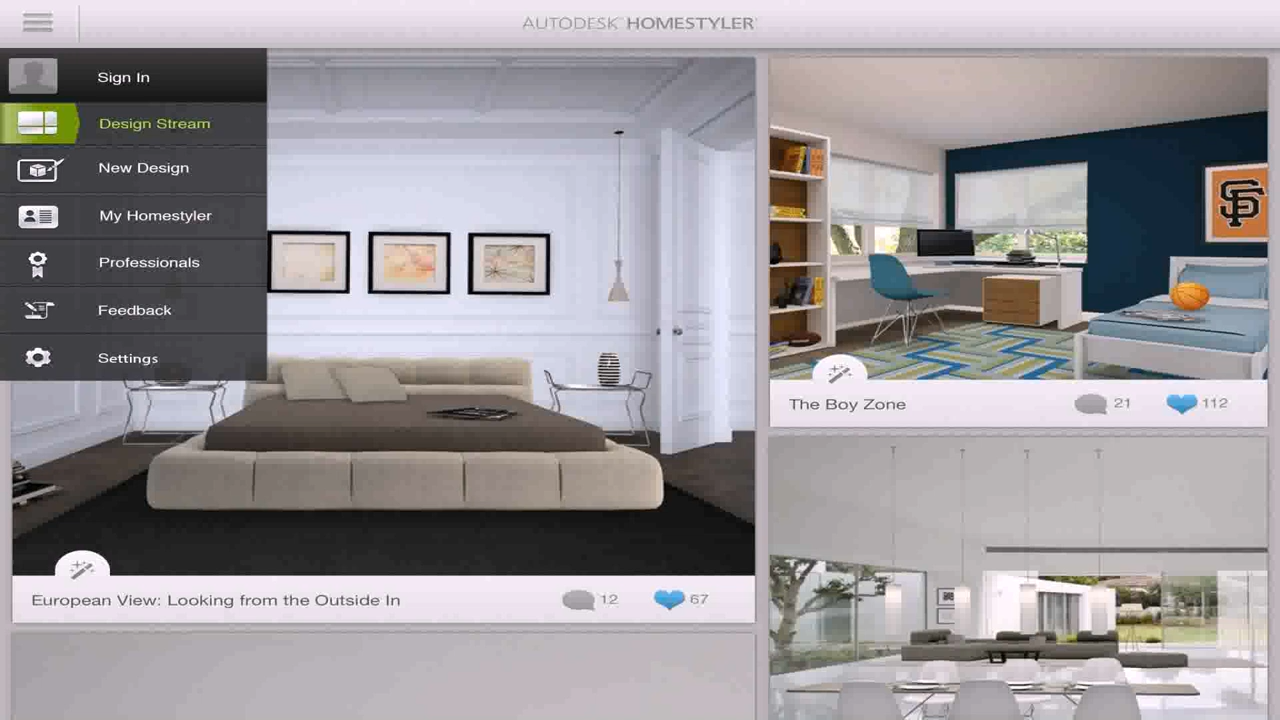 AUTODESK HOMESTYLER
Sign In
Design Stream
New Design
My Homestyler
Professionals
Feedback
Settings
SF
The Boy Zone
21
112
European View: Looking from the Outside In
12
67